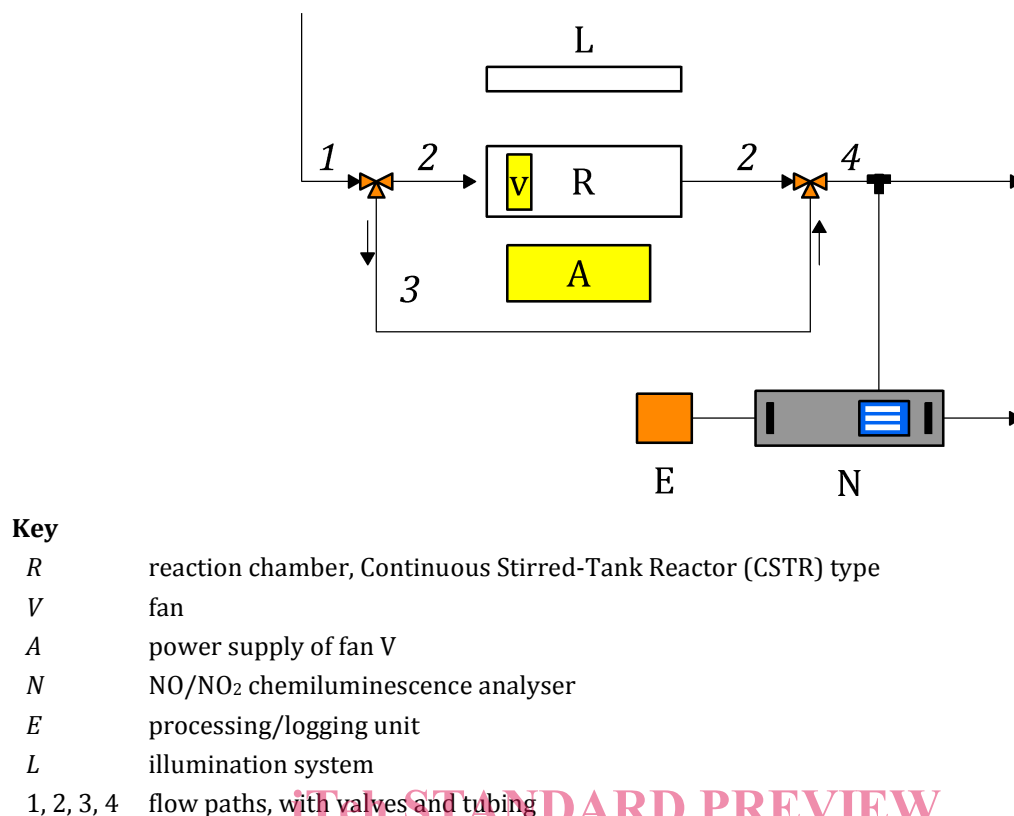 L
1 2 V R 2 4
3 A
E N
Key
R reaction chamber, Continuous Stirred-Tank Reactor (CSTR) type
V fan
A power supply of fan V
N NO/NO2 chemiluminescence analyser
E processing/logging unit
L illumination system
1, 2, 3, 4 flow paths, with valves and tubing
iTeh STANDARD PREVIEW